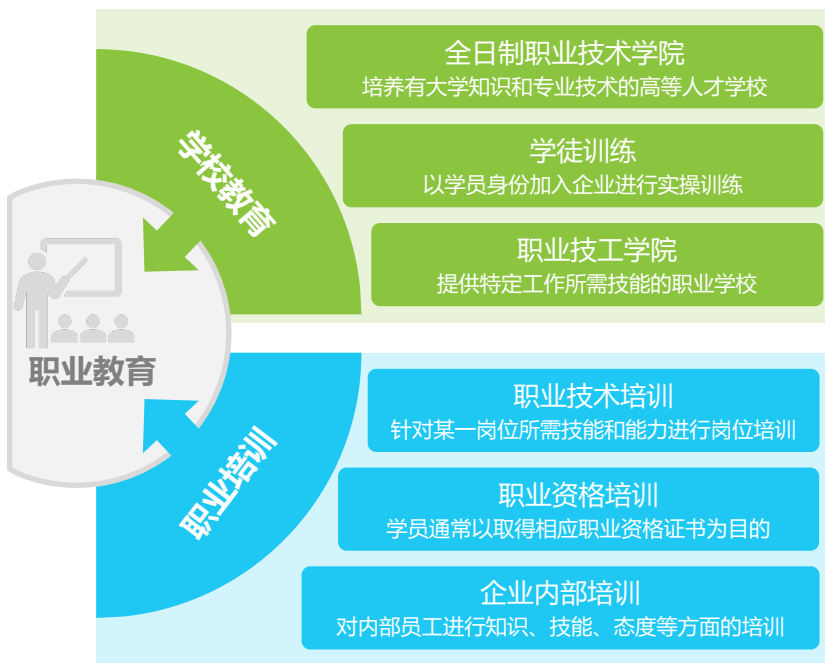 职业教育
学校教育
全日制职业技术学院
培养有大学知识和专业技术的高等人才学校
学徒训练
以学员身份加入企业进行实操训练
职业技工学院
提供特定工作所需技能的职业学校
职业培训
职业技术培训
针对某一岗位所需技能和能力进行岗位培训
职业资格培训
学员通常以取得相应职业资格证书为目的
企业内部培训
对内部员工进行知识、技能、态度等方面的培训